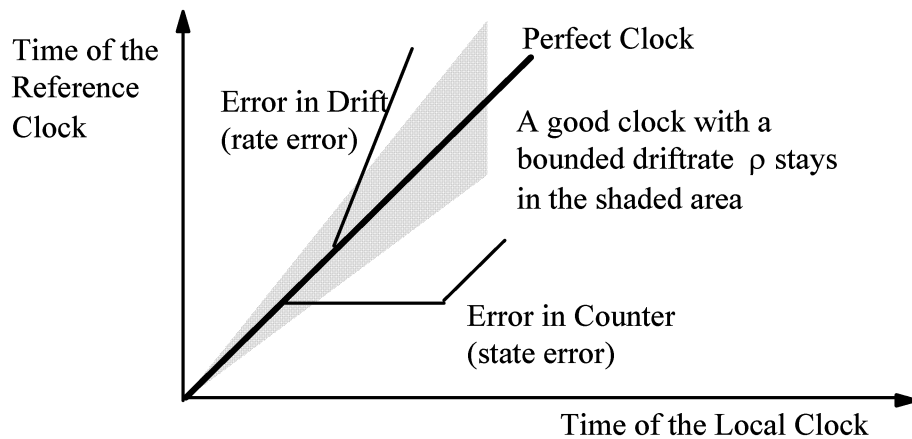 Time of the
Reference
Clock
Perfect Clock
Error in Drift
(rate error)
A good clock with a
bounded driftrate ρ stays
in the shaded area
Error in Counter
(state error)
Time of the Local Clock